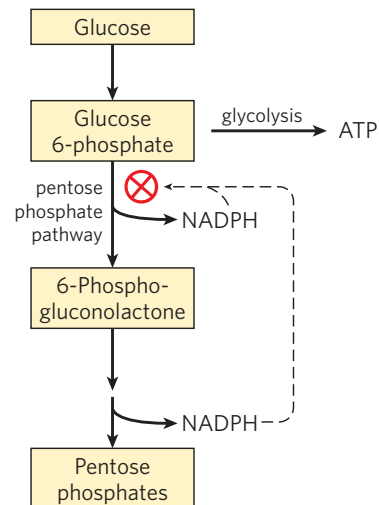 Glucose
Glucose
6-phosphate
glycolysis
ATP
pentose
phosphate
pathway
NADPH
6-Phospho-
gluconolactone
NADPH
Pentose
phosphates